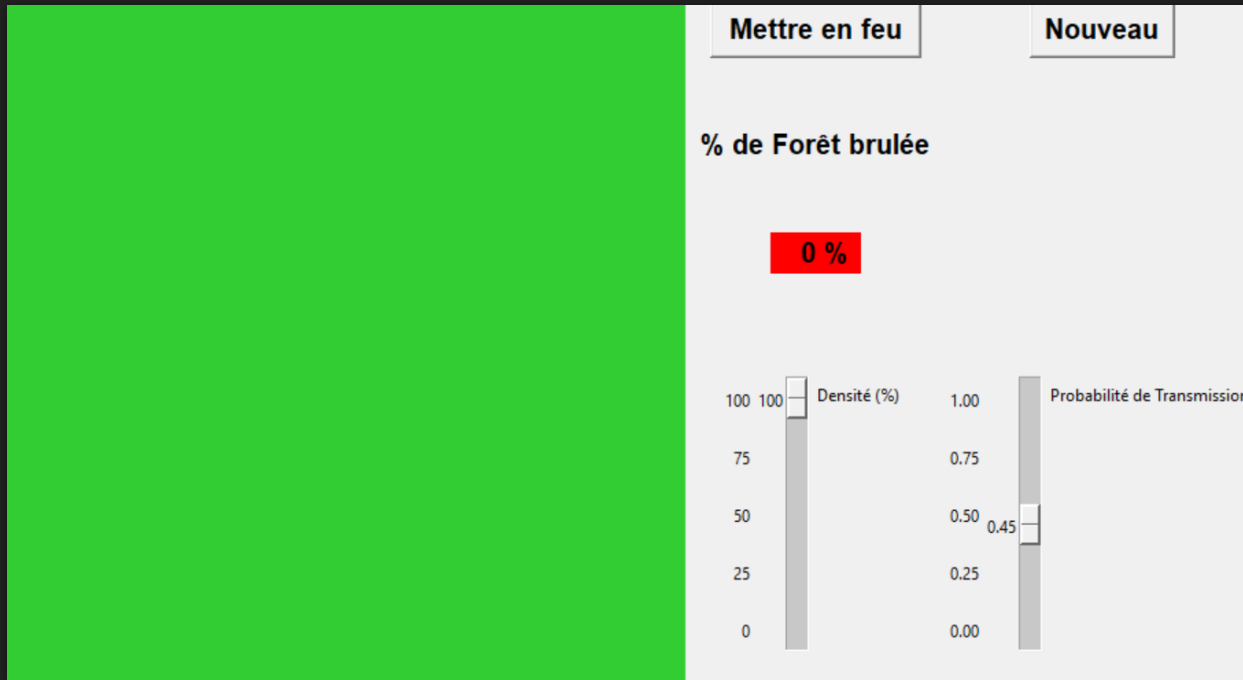 Mettre en feu
Nouveau
% de Forêt brulée
0 %
100 100 Densité (%)
75
50
25
0
1.00 Probabilité de Transmission
0.75
0.50 0.45
0.25
0.00